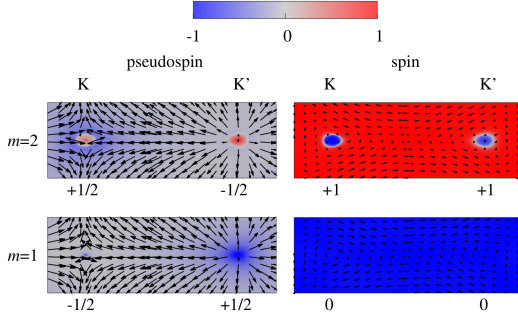 -1 0 1
pseudospin spin
K K' K K'
m=2
+1/2 -1/2 +1 +1
m=1
-1/2 +1/2 0 0